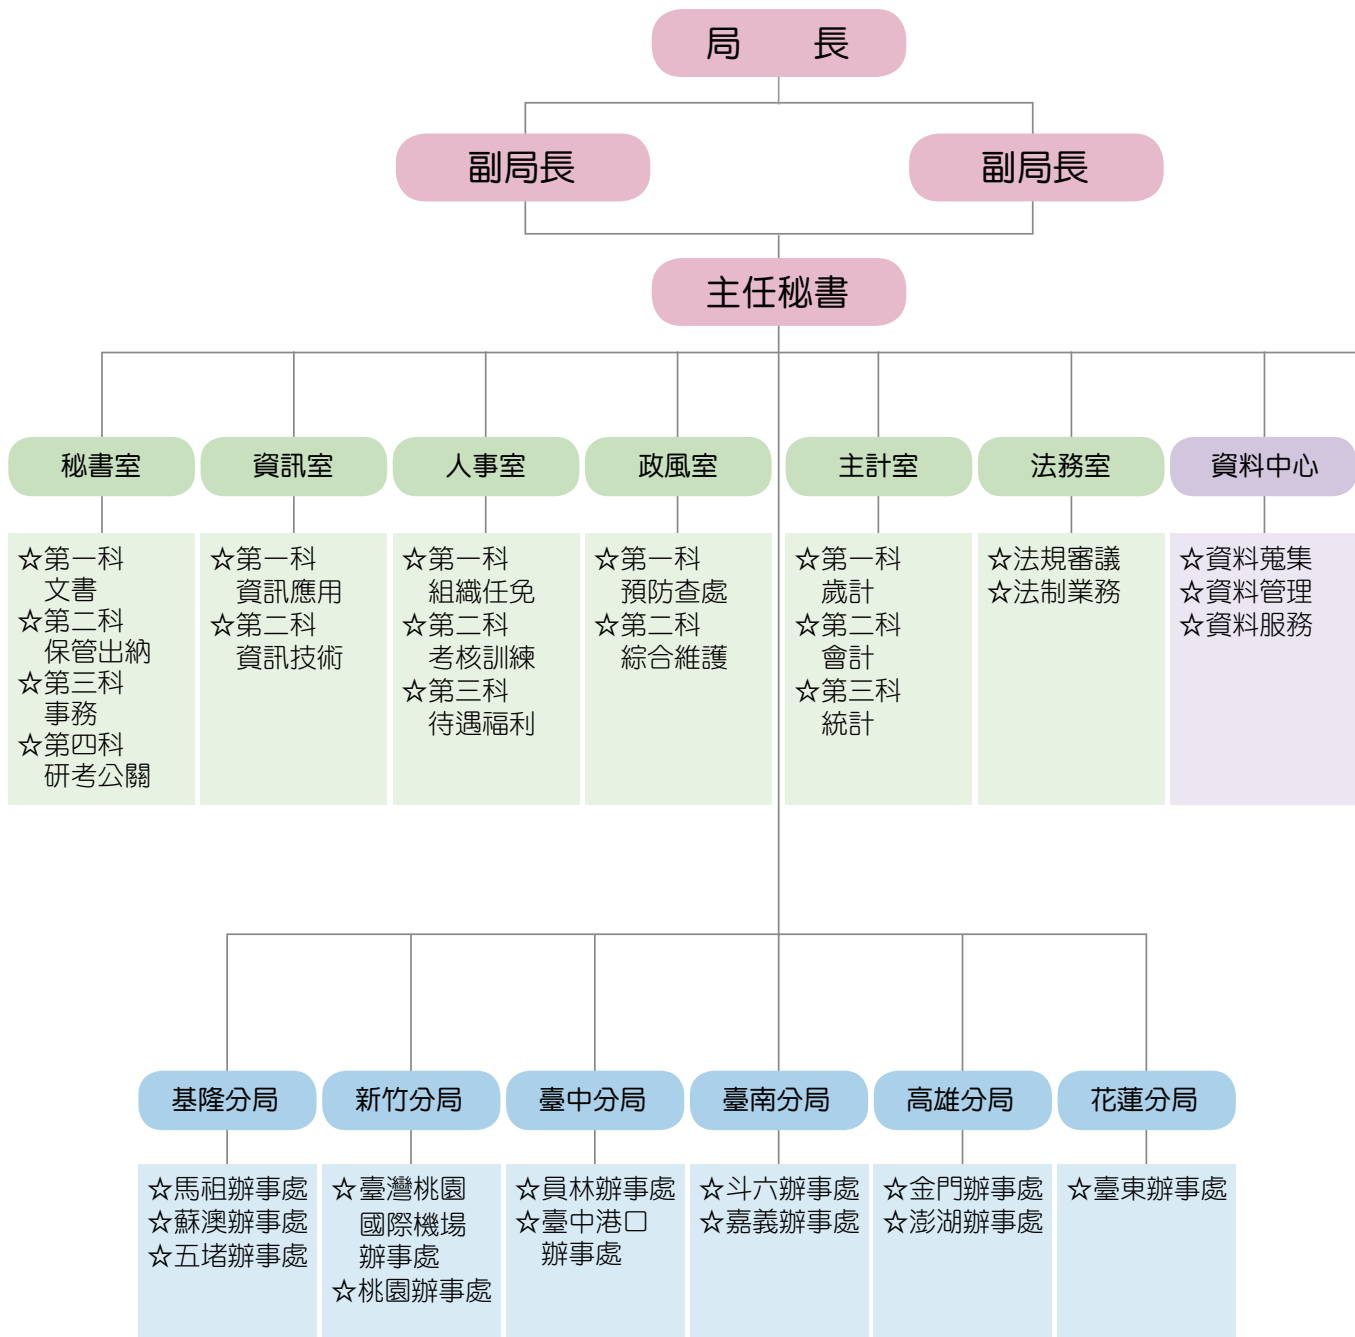 局 長
副局長
副局長
主任秘書
秘書室
☆第一科
文書
☆第二科
保管出納
☆第三科
事務
☆第四科
研考公關
資訊室
☆第一科
資訊應用
☆第二科
資訊技術
人事室
☆第一科
組織任免
☆第二科
考核訓練
☆第三科
待遇福利
政風室
☆第一科
預防查處
☆第二科
綜合維護
主計室
☆第一科
歲計
☆第二科
會計
☆第三科
統計
法務室
☆法規審議
☆法制業務
資料中心
☆資料蒐集
☆資料管理
☆資料服務
基隆分局
☆馬祖辦事處
☆蘇澳辦事處
☆五堵辦事處
新竹分局
☆臺灣桃園
國際機場
辦事處
☆桃園辦事處
臺中分局
☆員林辦事處
☆臺中港口
辦事處
臺南分局
☆斗六辦事處
☆嘉義辦事處
高雄分局
☆金門辦事處
☆澎湖辦事處
花蓮分局
☆臺東辦事處